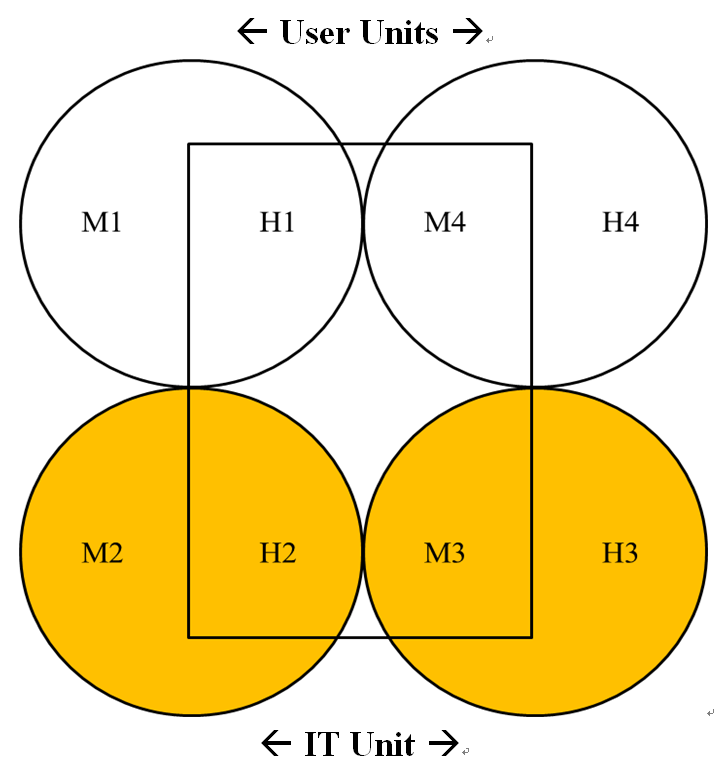 ← User Units →
M1 H1 M4 H4
M2 H2 M3 H3
← IT Unit →